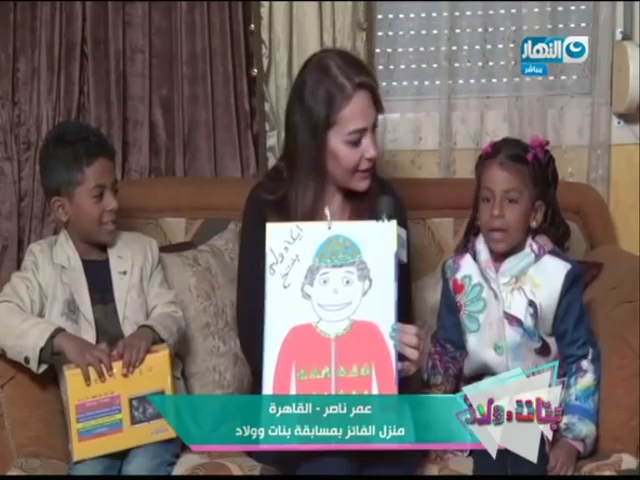 النهار
مباشر
عمر ناصر - القاهرة
منزل الفائز بمسابقة بنات وولاد
بنات وولاد